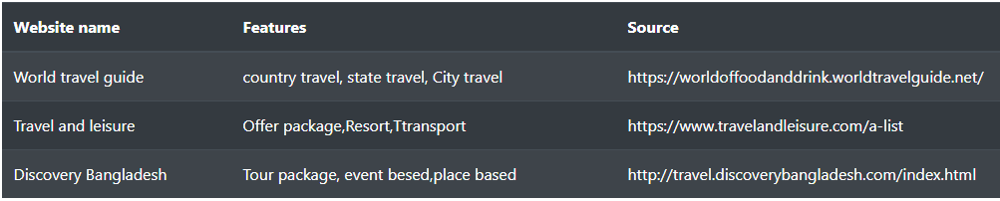 Website name Features Source
World travel guide country travel, state travel, City travel https://worldoffoodanddrink.worldtravelguide.net/
Travel and leisure Offer package,Resort,Ttransport https://www.travelandleisure.com/a-list
Discovery Bangladesh Tour package, event besed,place based http://travel.discoverybangladesh.com/index.html